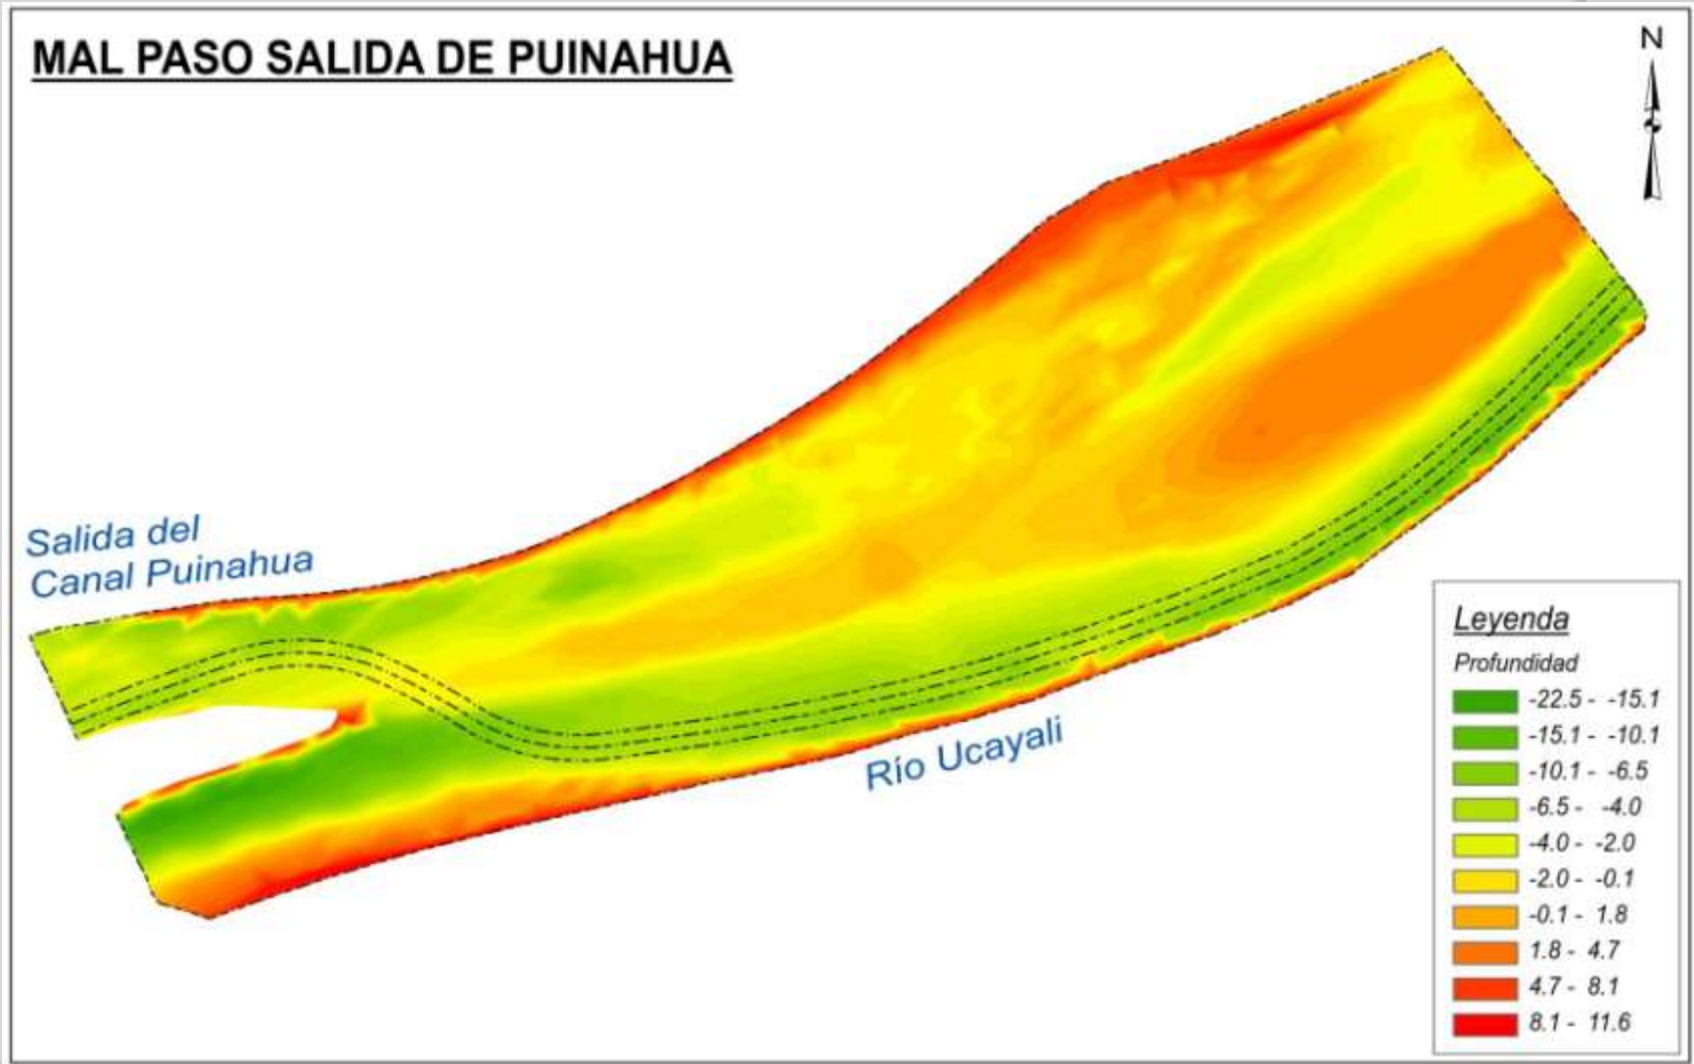 MAL PASO SALIDA DE PUINAHUA
N
Salida del
Canal Puinahua
Río Ucayali
Leyenda
Profundidad
-22.5 - -15.1
-15.1 - -10.1
-10.1 - -6.5
-6.5 - -4.0
-4.0 - -2.0
-2.0 - -0.1
-0.1 - 1.8
1.8 - 4.7
4.7 - 8.1
8.1 - 11.6